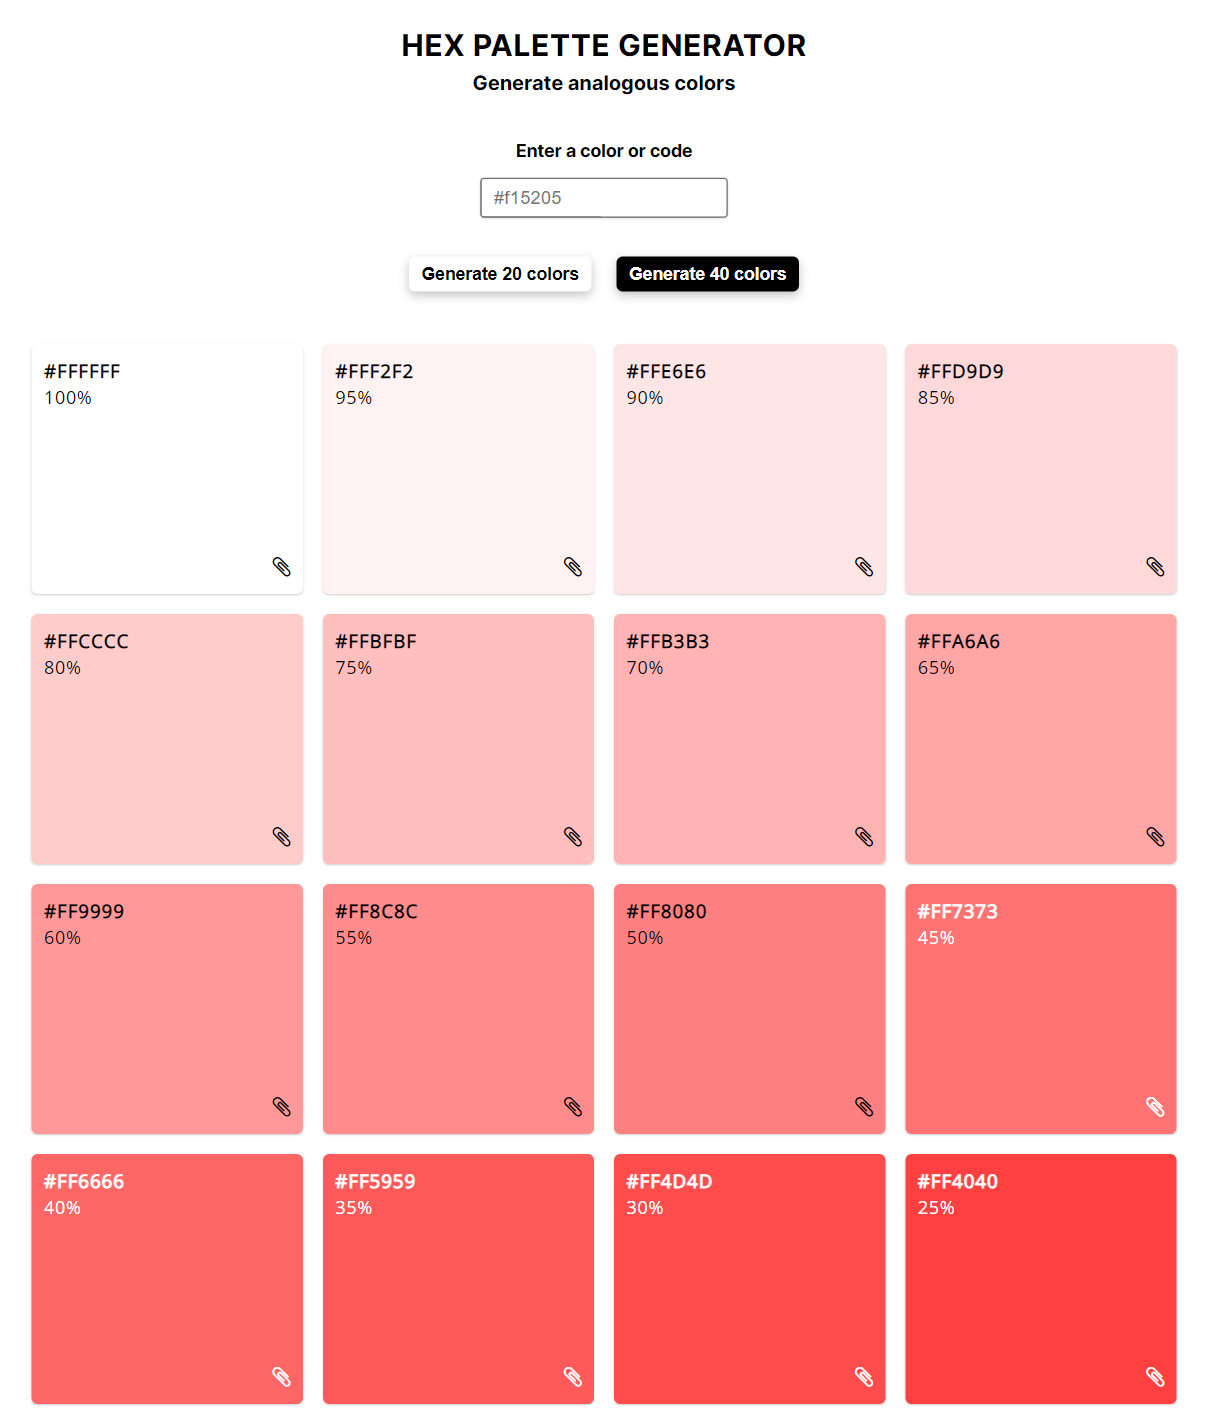 HEX PALETTE GENERATOR
Generate analogous colors
Enter a color or code
#f15205
Generate 20 colors
Generate 40 colors
#FFFFFF
100%
#FFF2F2
95%
#FFE6E6
90%
#FFD9D9
85%
#FFCCCC
80%
#FFBFBF
75%
#FFB3B3
70%
#FFA6A6
65%
#FF9999
60%
#FF8C8C
55%
#FF8080
50%
#FF7373
45%
#FF6666
40%
#FF5959
35%
#FF4D4D
30%
#FF4040
25%